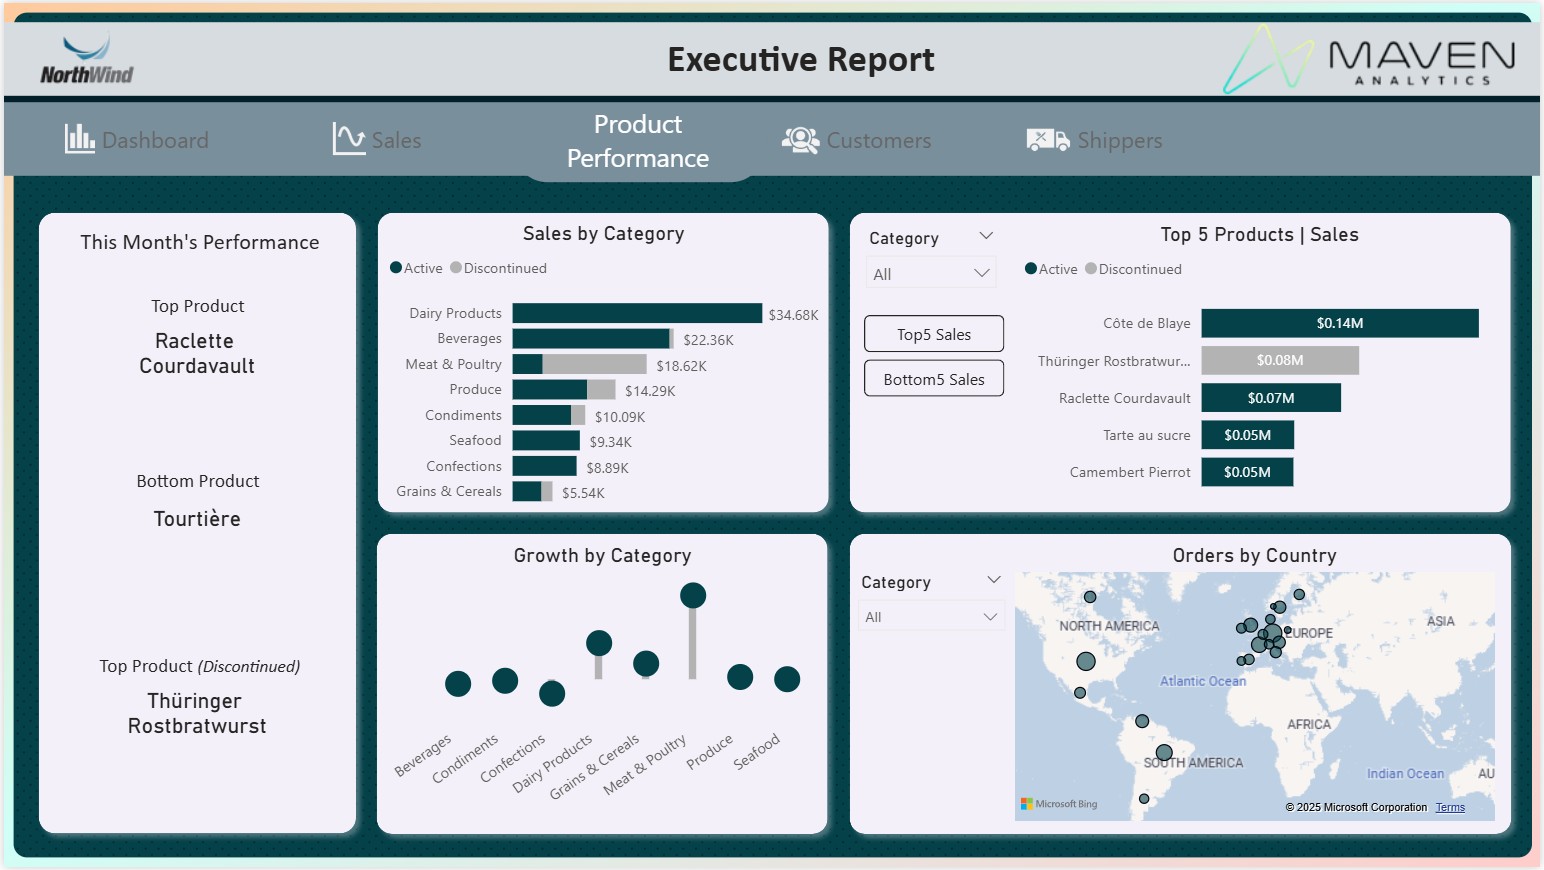 NorthWind
Executive Report
MAVEN
ANALYTICS
Dashboard
Sales
Product
Performance
Customers
Shippers
This Month's Performance
Top Product
Raclette
Courdavault
Bottom Product
Tourtière
Top Product (Discontinued)
Thüringer
Rostbratwurst
Sales by Category
Active Discontinued
Dairy Products $34.68K
Beverages $22.36K
Meat & Poultry $18.62K
Produce $14.29K
Condiments $10.09K
Seafood $9.34K
Confections $8.89K
Grains & Cereals $5.54K
Category
All
Top5 Sales
Bottom5 Sales
Top 5 Products | Sales
Active Discontinued
Côte de Blaye $0.14M
Thüringer Rostbratwur... $0.08M
Raclette Courdavault $0.07M
Tarte au sucre $0.05M
Camembert Pierrot $0.05M
Growth by Category
Beverages
Condiments
Confections
Dairy Products
Grains & Cereals
Meat & Poultry
Produce
Seafood
Category
All
Orders by Country
NORTH AMERICA
EUROPE
ASIA
Atlantic Ocean
AFRICA
SOUTH AMERICA
Indian Ocean
AU
Microsoft Bing
© 2025 Microsoft Corporation Terms